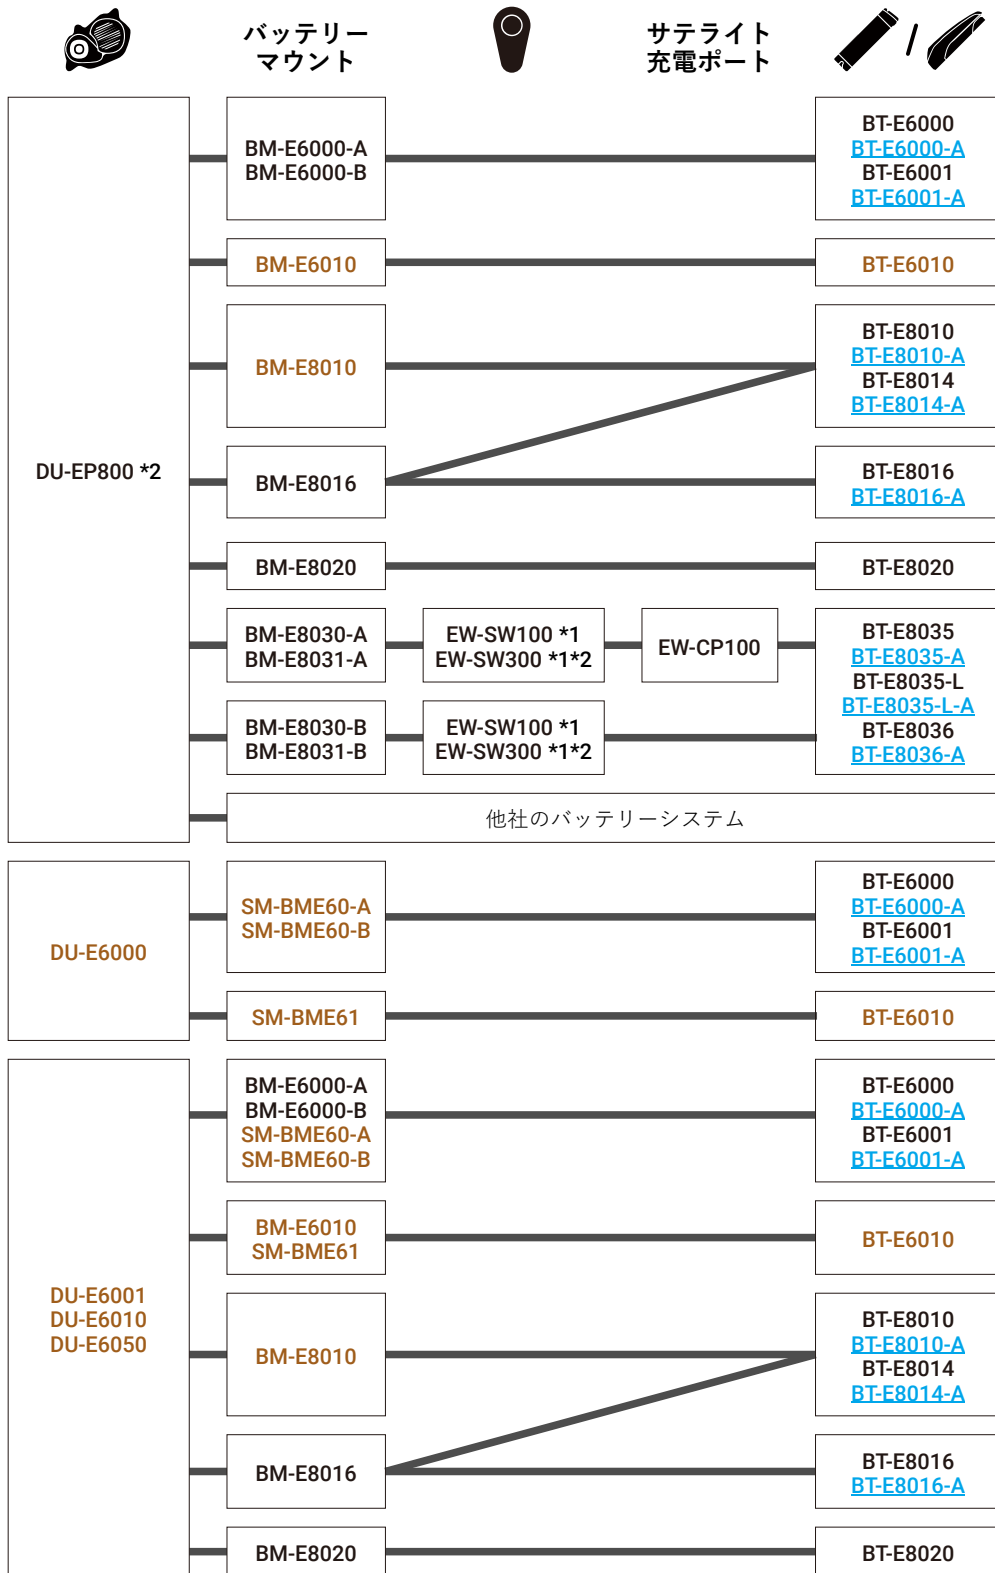 バッテリー
マウント
サテライト
充電ポート
/
DU-EP800 *2
BM-E6000-A
BM-E6000-B
BT-E6000
BT-E6000-A
BT-E6001
BT-E6001-A
BM-E6010
BT-E6010
BM-E8010
BT-E8010
BT-E8010-A
BT-E8014
BT-E8014-A
BM-E8016
BT-E8016
BT-E8016-A
BM-E8020
BT-E8020
BM-E8030-A
BM-E8031-A
EW-SW100 *1
EW-SW300 *1*2
EW-CP100
BT-E8035
BT-E8035-A
BT-E8035-L
BT-E8035-L-A
BT-E8036
BT-E8036-A
BM-E8030-B
BM-E8031-B
EW-SW100 *1
EW-SW300 *1*2
他社のバッテリーシステム
DU-E6000
SM-BME60-A
SM-BME60-B
BT-E6000
BT-E6000-A
BT-E6001
BT-E6001-A
SM-BME61
BT-E6010
DU-E6001
DU-E6010
DU-E6050
BM-E6000-A
BM-E6000-B
SM-BME60-A
SM-BME60-B
BT-E6000
BT-E6000-A
BT-E6001
BT-E6001-A
BM-E6010
SM-BME61
BT-E6010
BM-E8010
BT-E8010
BT-E8010-A
BT-E8014
BT-E8014-A
BM-E8016
BT-E8016
BT-E8016-A
BM-E8020
BT-E8020